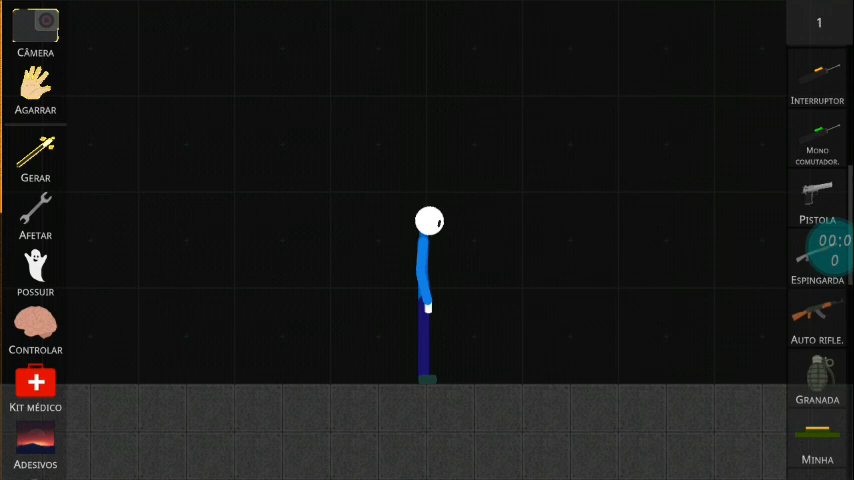 CÂMERA
AGARRAR
GERAR
AFETAR
POSSUIR
CONTROLAR
KIT MÉDICO
ADESIVOS
1
INTERRUPTOR
MONO
COMUTADOR.
PISTOLA
00:0
0
ESPINGARDA
AUTO RIFLE.
GRANADA
MINHA